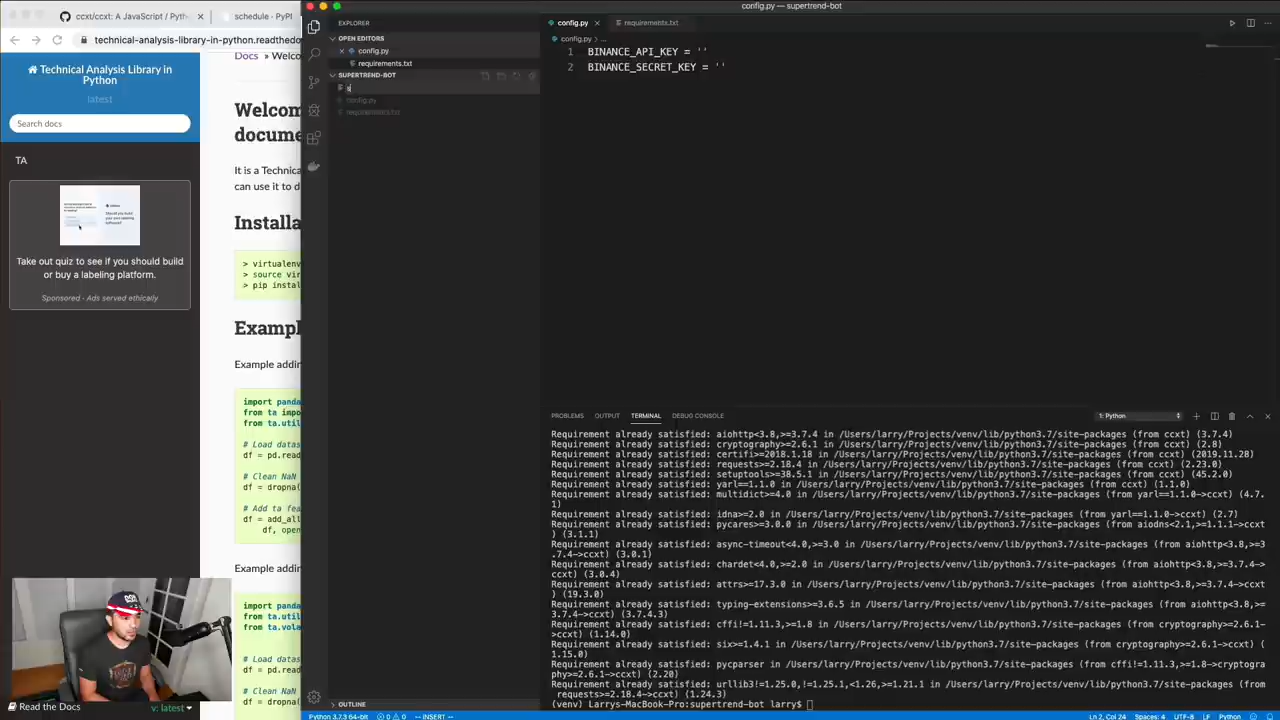 ccxt/ccxt: A JavaScript / Pyth
schedule · PyPI
config.py — supertrend-bot
technical-analysis-library-in-python.readthedo
Technical Analysis Library in
Python
latest
Search docs
TA
Take out quiz to see if you should build
or buy a labeling platform.
Sponsored · Ads served ethically
Read the Docs
v: latest
Docs » Welco
Welcom
docume
It is a Technica
can use it to d
Installa
> virtualenv
> source vir
> pip instal
Exampl
Example addin
import panda
from ta impo
from ta.util
# Load datas
df = pd.read
# Clean NaN
df = dropna(
# Add ta fea
df = add_all
df, open
Example addin
import panda
from ta.util
from ta.vola
# Load datas
df = pd.read
# Clean NaN
df = dropna(
EXPLORER
OPEN EDITORS
config.py
requirements.txt
SUPERTREND-BOT
s
config.py
requirements.txt
OUTLINE
config.py
requirements.txt
config.py > ...
1 BINANCE_API_KEY = ''
2 BINANCE_SECRET_KEY = ''
PROBLEMS OUTPUT TERMINAL DEBUG CONSOLE
1: Python
Requirement already satisfied: aiohttp<3.8,>=3.7.4 in /Users/larry/Projects/venv/lib/python3.7/site-packages (from ccxt) (3.7.4)
Requirement already satisfied: cryptography>=2.6.1 in /Users/larry/Projects/venv/lib/python3.7/site-packages (from ccxt) (2.8)
Requirement already satisfied: certifi>=2018.1.18 in /Users/larry/Projects/venv/lib/python3.7/site-packages (from ccxt) (2019.11.28)
Requirement already satisfied: requests>=2.18.4 in /Users/larry/Projects/venv/lib/python3.7/site-packages (from ccxt) (2.23.0)
Requirement already satisfied: setuptools>=38.5.1 in /Users/larry/Projects/venv/lib/python3.7/site-packages (from ccxt) (45.2.0)
Requirement already satisfied: yarl==1.1.0 in /Users/larry/Projects/venv/lib/python3.7/site-packages (from ccxt) (1.1.0)
Requirement already satisfied: multidict>=4.0 in /Users/larry/Projects/venv/lib/python3.7/site-packages (from yarl==1.1.0->ccxt) (4.7.
1)
Requirement already satisfied: idna>=2.0 in /Users/larry/Projects/venv/lib/python3.7/site-packages (from yarl==1.1.0->ccxt) (2.7)
Requirement already satisfied: pycares>=3.0.0 in /Users/larry/Projects/venv/lib/python3.7/site-packages (from aiodns<2.1,>=1.1.1->ccxt
) (3.1.1)
Requirement already satisfied: async-timeout<4.0,>=3.0 in /Users/larry/Projects/venv/lib/python3.7/site-packages (from aiohttp<3.8,>=3
.7.4->ccxt) (3.0.1)
Requirement already satisfied: chardet<4.0,>=2.0 in /Users/larry/Projects/venv/lib/python3.7/site-packages (from aiohttp<3.8,>=3.7.4->
ccxt) (3.0.4)
Requirement already satisfied: attrs>=17.3.0 in /Users/larry/Projects/venv/lib/python3.7/site-packages (from aiohttp<3.8,>=3.7.4->ccxt
) (19.3.0)
Requirement already satisfied: typing-extensions>=3.6.5 in /Users/larry/Projects/venv/lib/python3.7/site-packages (from aiohttp<3.8,>=
3.7.4->ccxt) (3.7.4.3)
Requirement already satisfied: cffi!=1.11.3,>=1.8 in /Users/larry/Projects/venv/lib/python3.7/site-packages (from cryptography>=2.6.1-
>ccxt) (1.14.0)
Requirement already satisfied: six>=1.4.1 in /Users/larry/Projects/venv/lib/python3.7/site-packages (from cryptography>=2.6.1->ccxt) (
1.15.0)
Requirement already satisfied: pycparser in /Users/larry/Projects/venv/lib/python3.7/site-packages (from cffi!=1.11.3,>=1.8->cryptogra
phy>=2.6.1->ccxt) (2.20)
Requirement already satisfied: urllib3!=1.25.0,!=1.25.1,<1.26,>=1.21.1 in /Users/larry/Projects/venv/lib/python3.7/site-packages (from
requests>=2.18.4->ccxt) (1.24.3)
(venv) Larrys-MacBook-Pro:supertrend-bot larry$
Python 3.7.3 64-bit 0 0 -- INSERT -- Ln 2, Col 24 Spaces: 4 UTF-8 LF Python